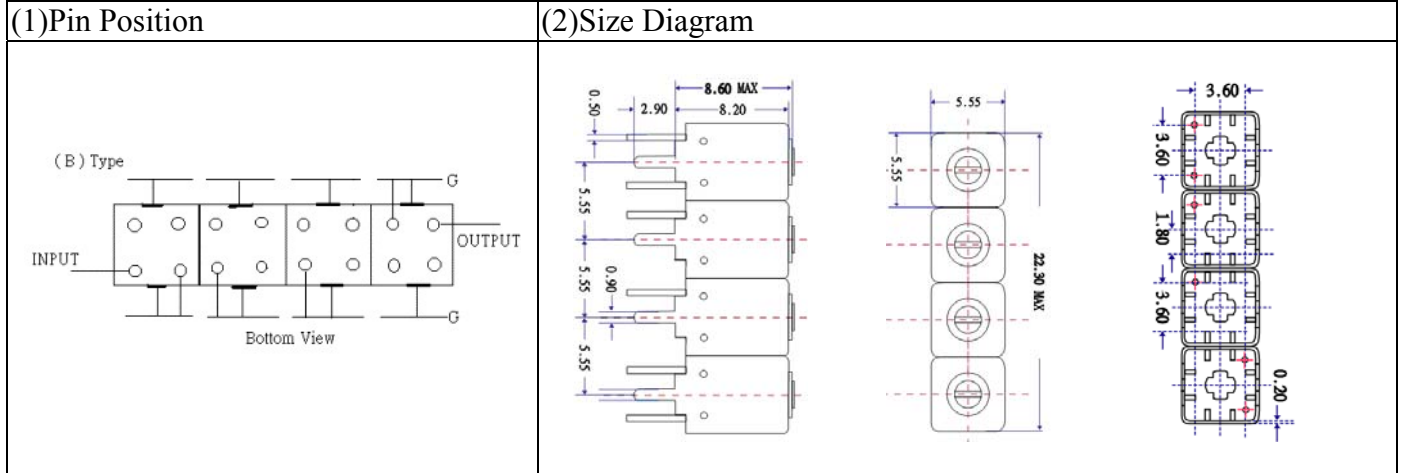 (1)Pin Position
(2)Size Diagram
(B) Type
G
INPUT
OUTPUT
G
Bottom View
8.60 MAX
2.90
8.20
0.50
5.55
5.55
0.90
5.55
5.55
5.55
22.30 MAX
3.60
3.60
1.80
3.60
0.20